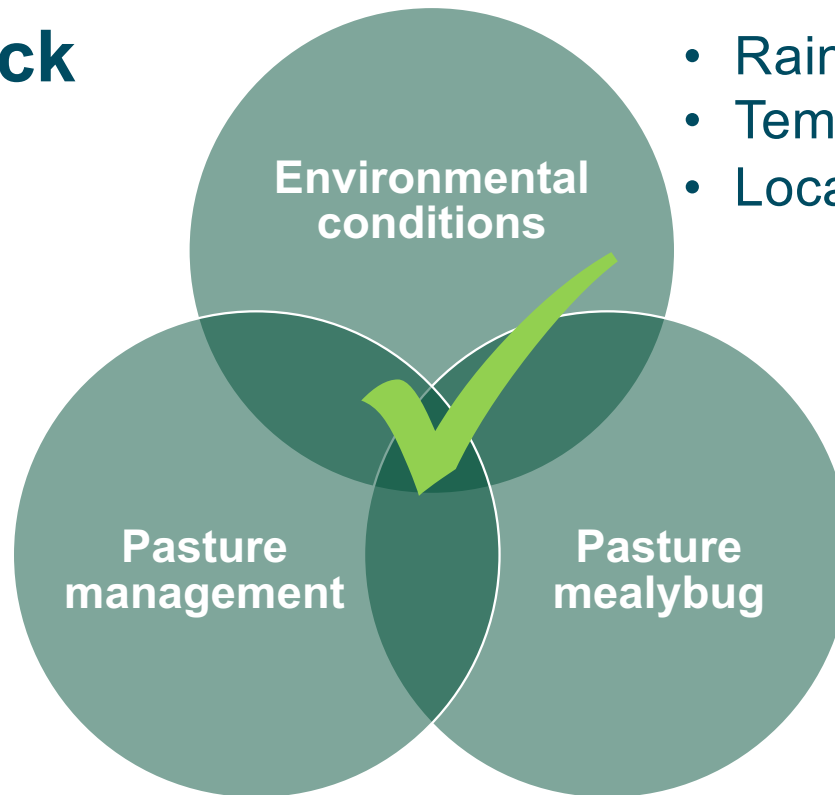 ck
• Rain
• Tem
• Loca
Environmental
conditions
Pasture
management
Pasture
mealybug